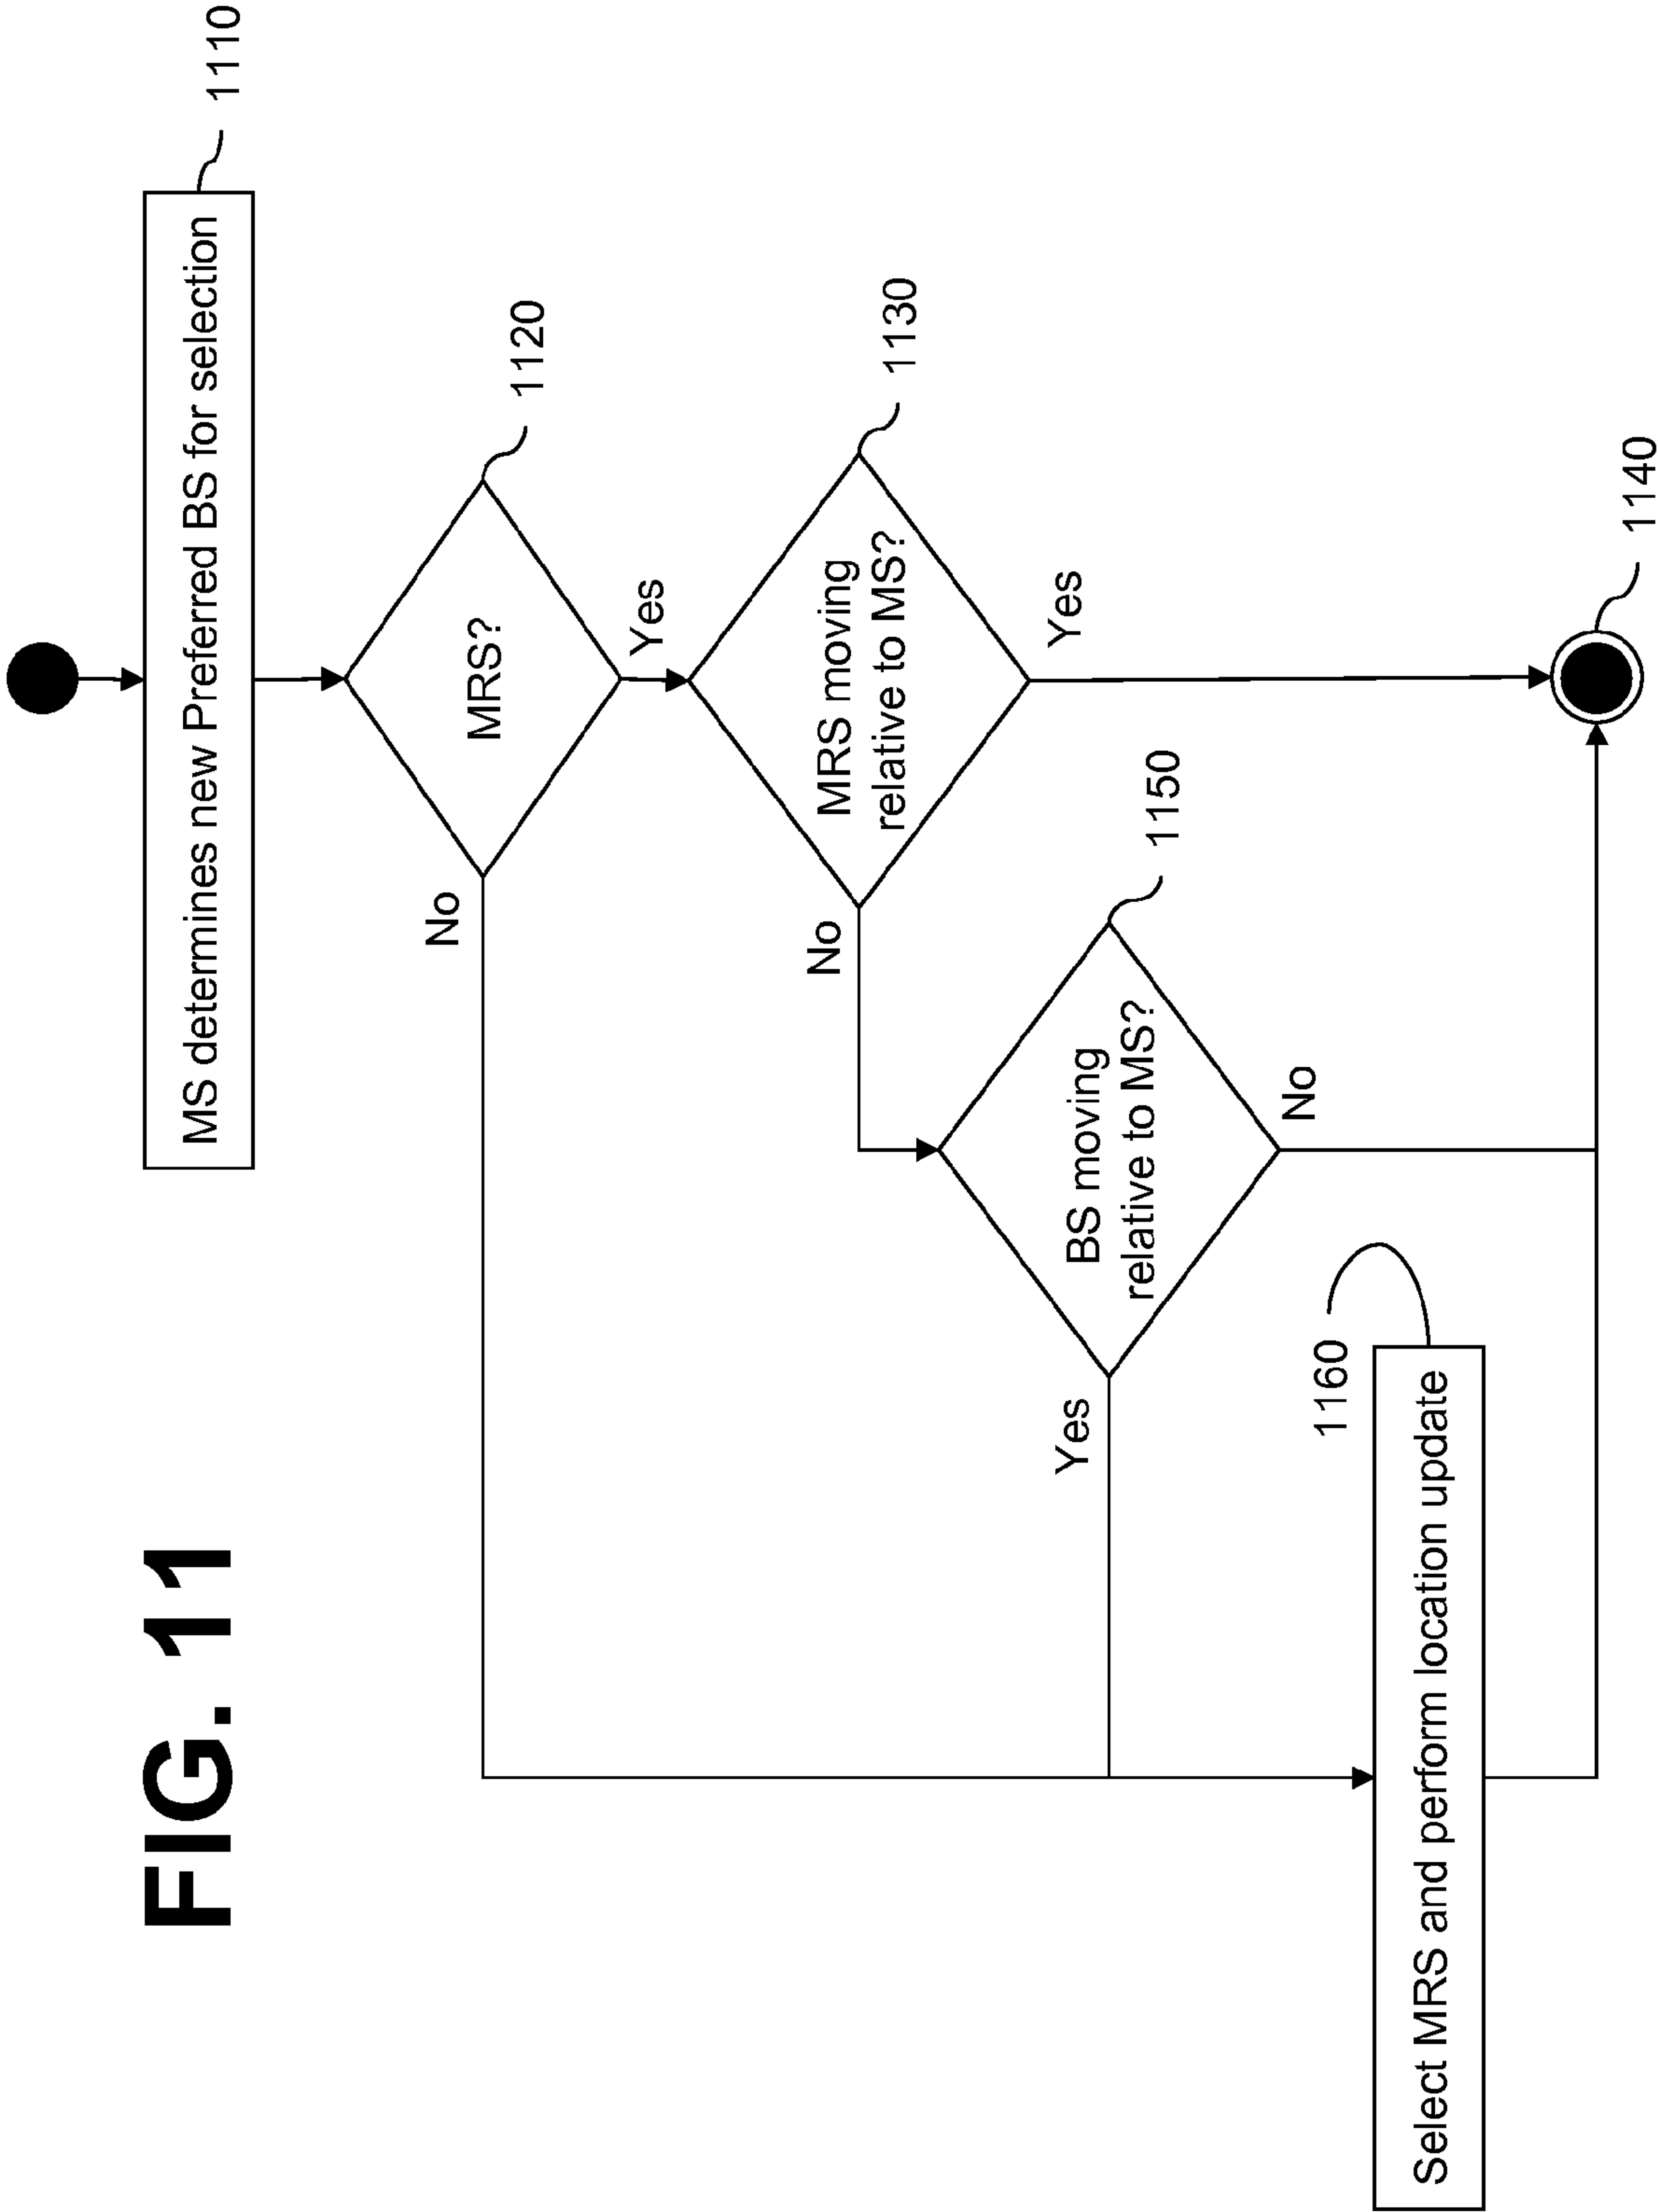 FIG. 11
MS determines new Preferred BS for selection
1110
MRS?
1120
No
Yes
MRS moving
relative to MS?
1130
No
Yes
BS moving
relative to MS?
1150
Yes
No
1160
Select MRS and perform location update
1140